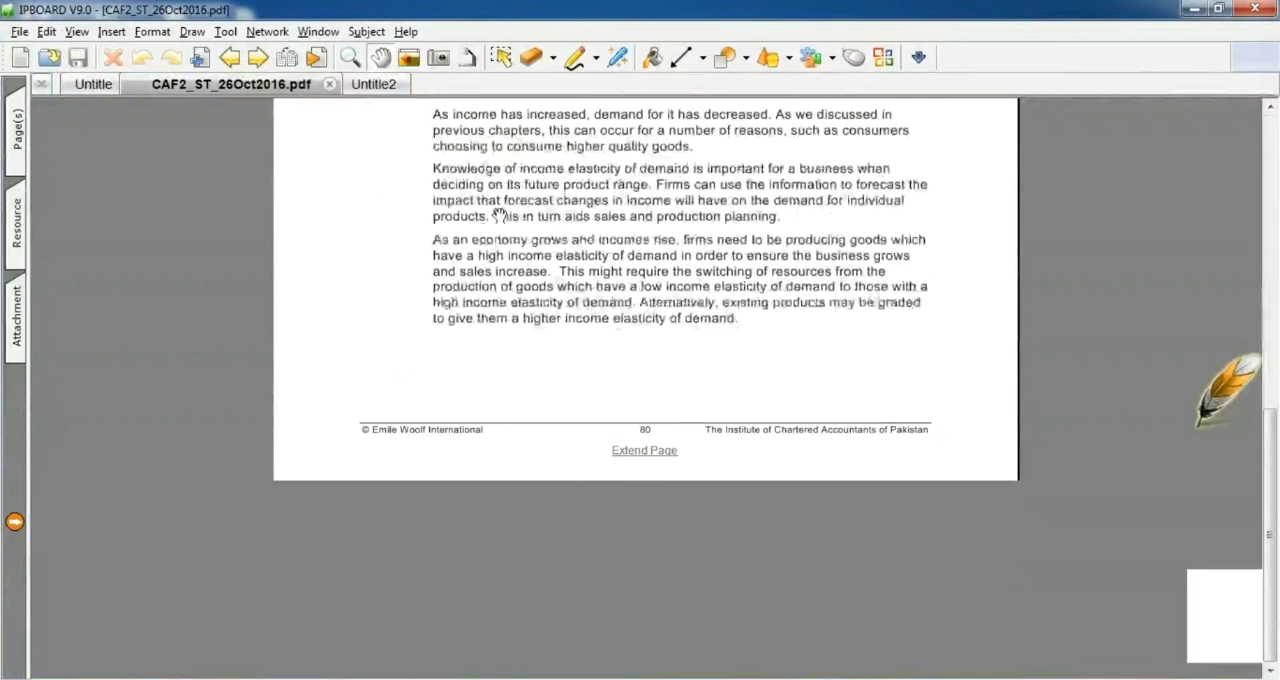 IPBOARD V9.0 - [CAF2_ST_26Oct2016.pdf]
File Edit View Insert Format Draw Tool Network Window Subject Help
Untitle CAF2_ST_26Oct2016.pdf Untitle2
Page(s)
Resource
Attachment
As income has increased, demand for it has decreased. As we discussed in
previous chapters, this can occur for a number of reasons, such as consumers
choosing to consume higher quality goods.
Knowledge of income elasticity of demand is important for a business when
deciding on its future product range. Firms can use the information to forecast the
impact that forecast changes in income will have on the demand for individual
products. This in turn aids sales and production planning.
As an economy grows and incomes rise, firms need to be producing goods which
have a high income elasticity of demand in order to ensure the business grows
and sales increase. This might require the switching of resources from the
production of goods which have a low income elasticity of demand to those with a
high income elasticity of demand. Alternatively, existing products may be graded
to give them a higher income elasticity of demand.
© Emile Woolf International 80 The Institute of Chartered Accountants of Pakistan
Extend Page